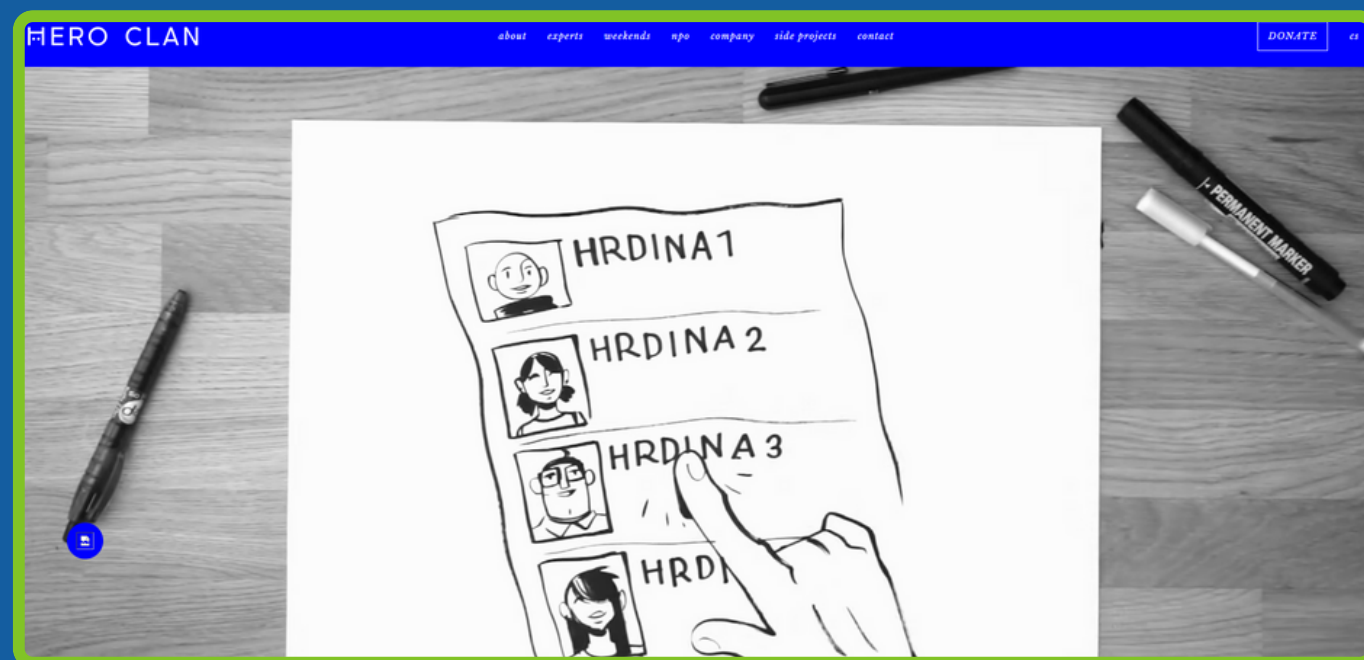 HERO CLAN
about experts weekends npo company side projects contact
DONATE cs
PERMANENT MARKER
HRDINA 1
HRDINA 2
HRDINA 3
HRDI